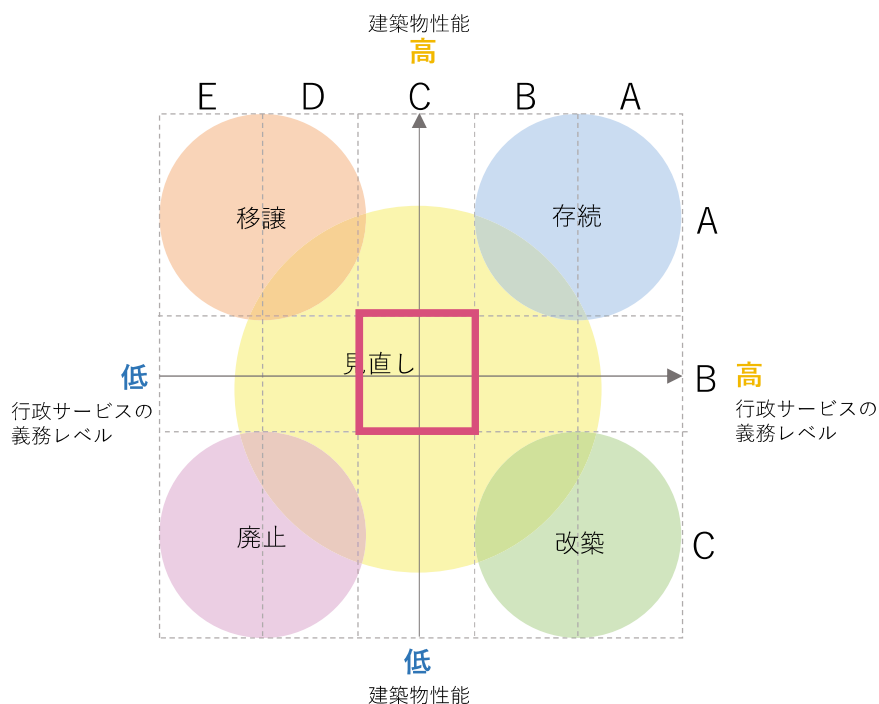 建築物性能
高
E D C B A
移譲
存続
A
見直し
低
行政サービスの
義務レベル
B
高
行政サービスの
義務レベル
廃止
改築
C
低
建築物性能